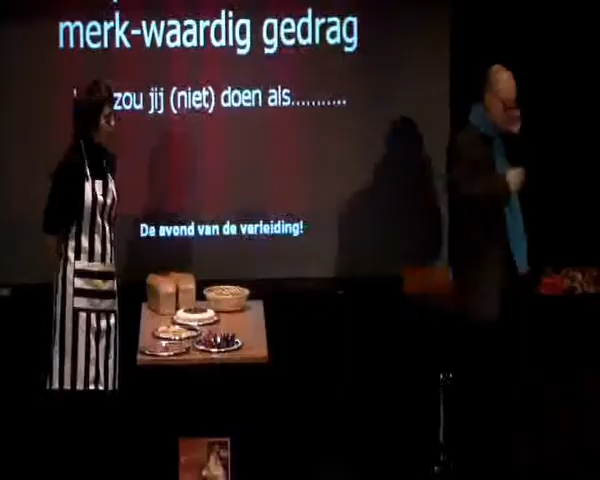 merk-waardig gedrag
zou jij (niet) doen als...........
De avond van de verleiding!